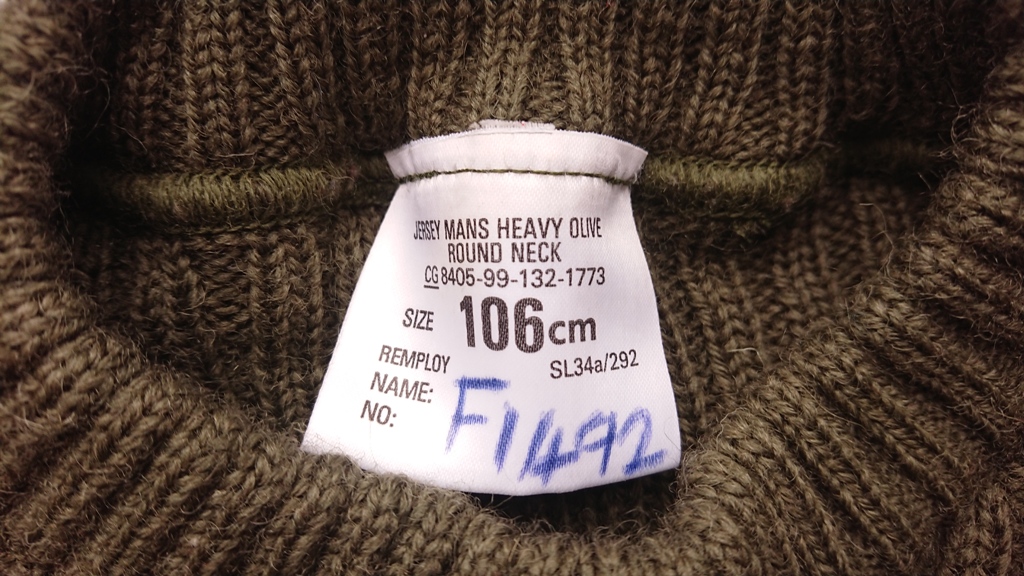 JERSEY MANS HEAVY OLIVE
ROUND NECK
CG 8405-99-132-1773
SIZE 106cm
REMPLOY SL34a/292
NAME:
NO: F1492